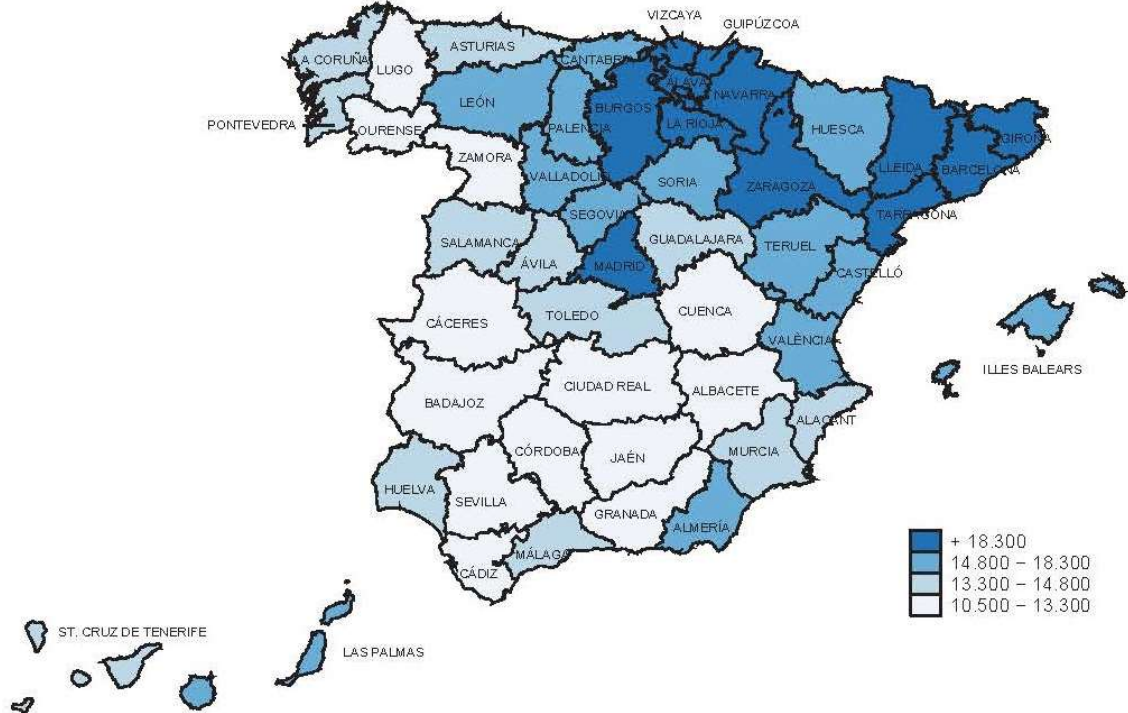 VIZCAYA
GUIPÚZCOA
LA CORUÑA
LUGO
ASTURIAS
CANTABRI
ÁLAVA
NAVARRA
LEÓN
PALENCIA
BURGOS
LA RIOJA
HUESCA
PONTEVEDRA
OURENSE
ZAMORA
VALLADOLID
SORIA
ZARAGOZA
LLEIDA
BARCELONA
GIRONA
SEGOVIA
TARRAGONA
SALAMANCA
ÁVILA
MADRID
GUADALAJARA
TERUEL
CASTELLÓ
CÁCERES
TOLEDO
CUENCA
VALÈNCIA
ILLES BALEARS
BADAJOZ
CIUDAD REAL
ALBACETE
ALACANT
CÓRDOBA
JAÉN
MURCIA
HUELVA
SEVILLA
GRANADA
ALMERÍA
MÁLAGA
CÁDIZ
+ 18.300
14.800 – 18.300
13.300 – 14.800
10.500 – 13.300
ST. CRUZ DE TENERIFE
LAS PALMAS